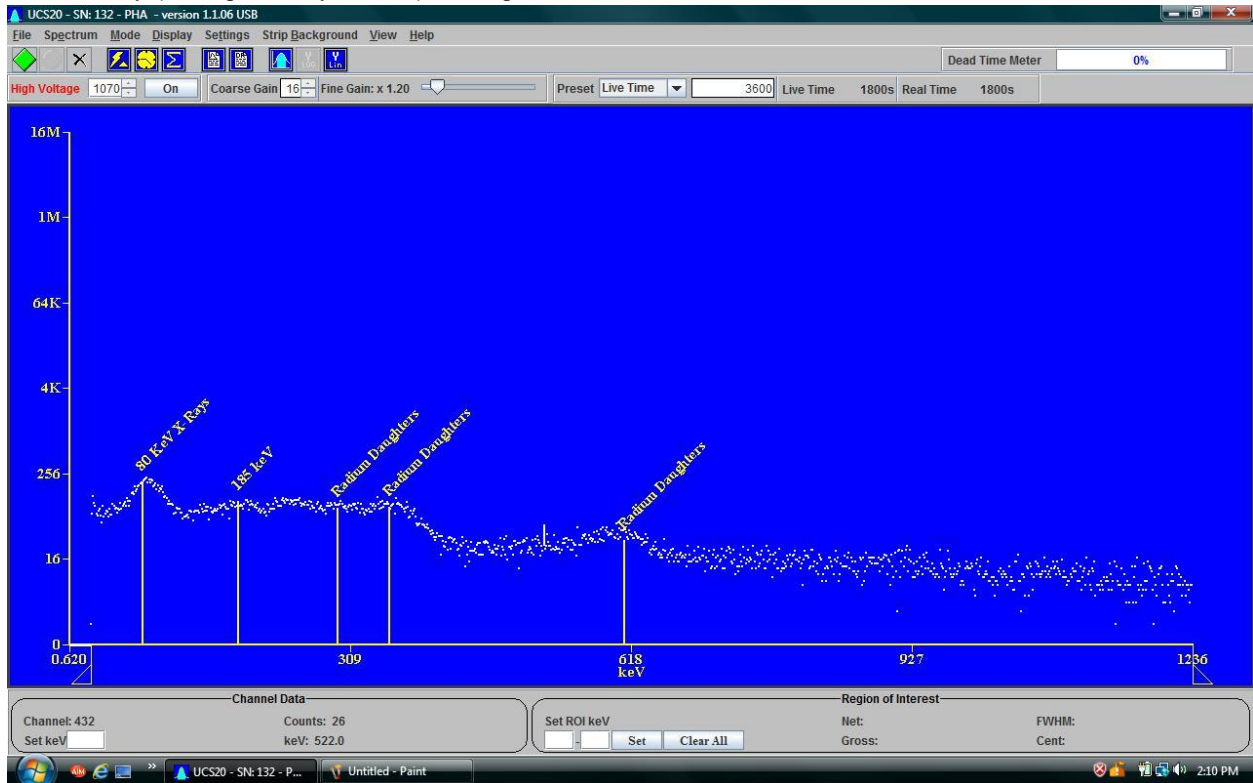 UCS20 - SN: 132 - PHA - version 1.1.06 USB
File Spectrum Mode Display Settings Strip Background View Help
Dead Time Meter 0%
High Voltage 1070 On Coarse Gain 16 Fine Gain: x 1.20 Preset Live Time 3600 Live Time 1800s Real Time 1800s
16M
1M
64K
4K
256
16
0
80 KeV X-Rays
185 keV
Radium Daughters
Radium Daughters
Radium Daughters
0.620 309 618 927 1236
keV
Channel Data Region of Interest
Channel: 432 Counts: 26 Set ROI keV Net: FWHM:
Set keV keV: 522.0 - Set Clear All Gross: Cent:
UCS20 - SN: 132 - P... Untitled - Paint 2:10 PM